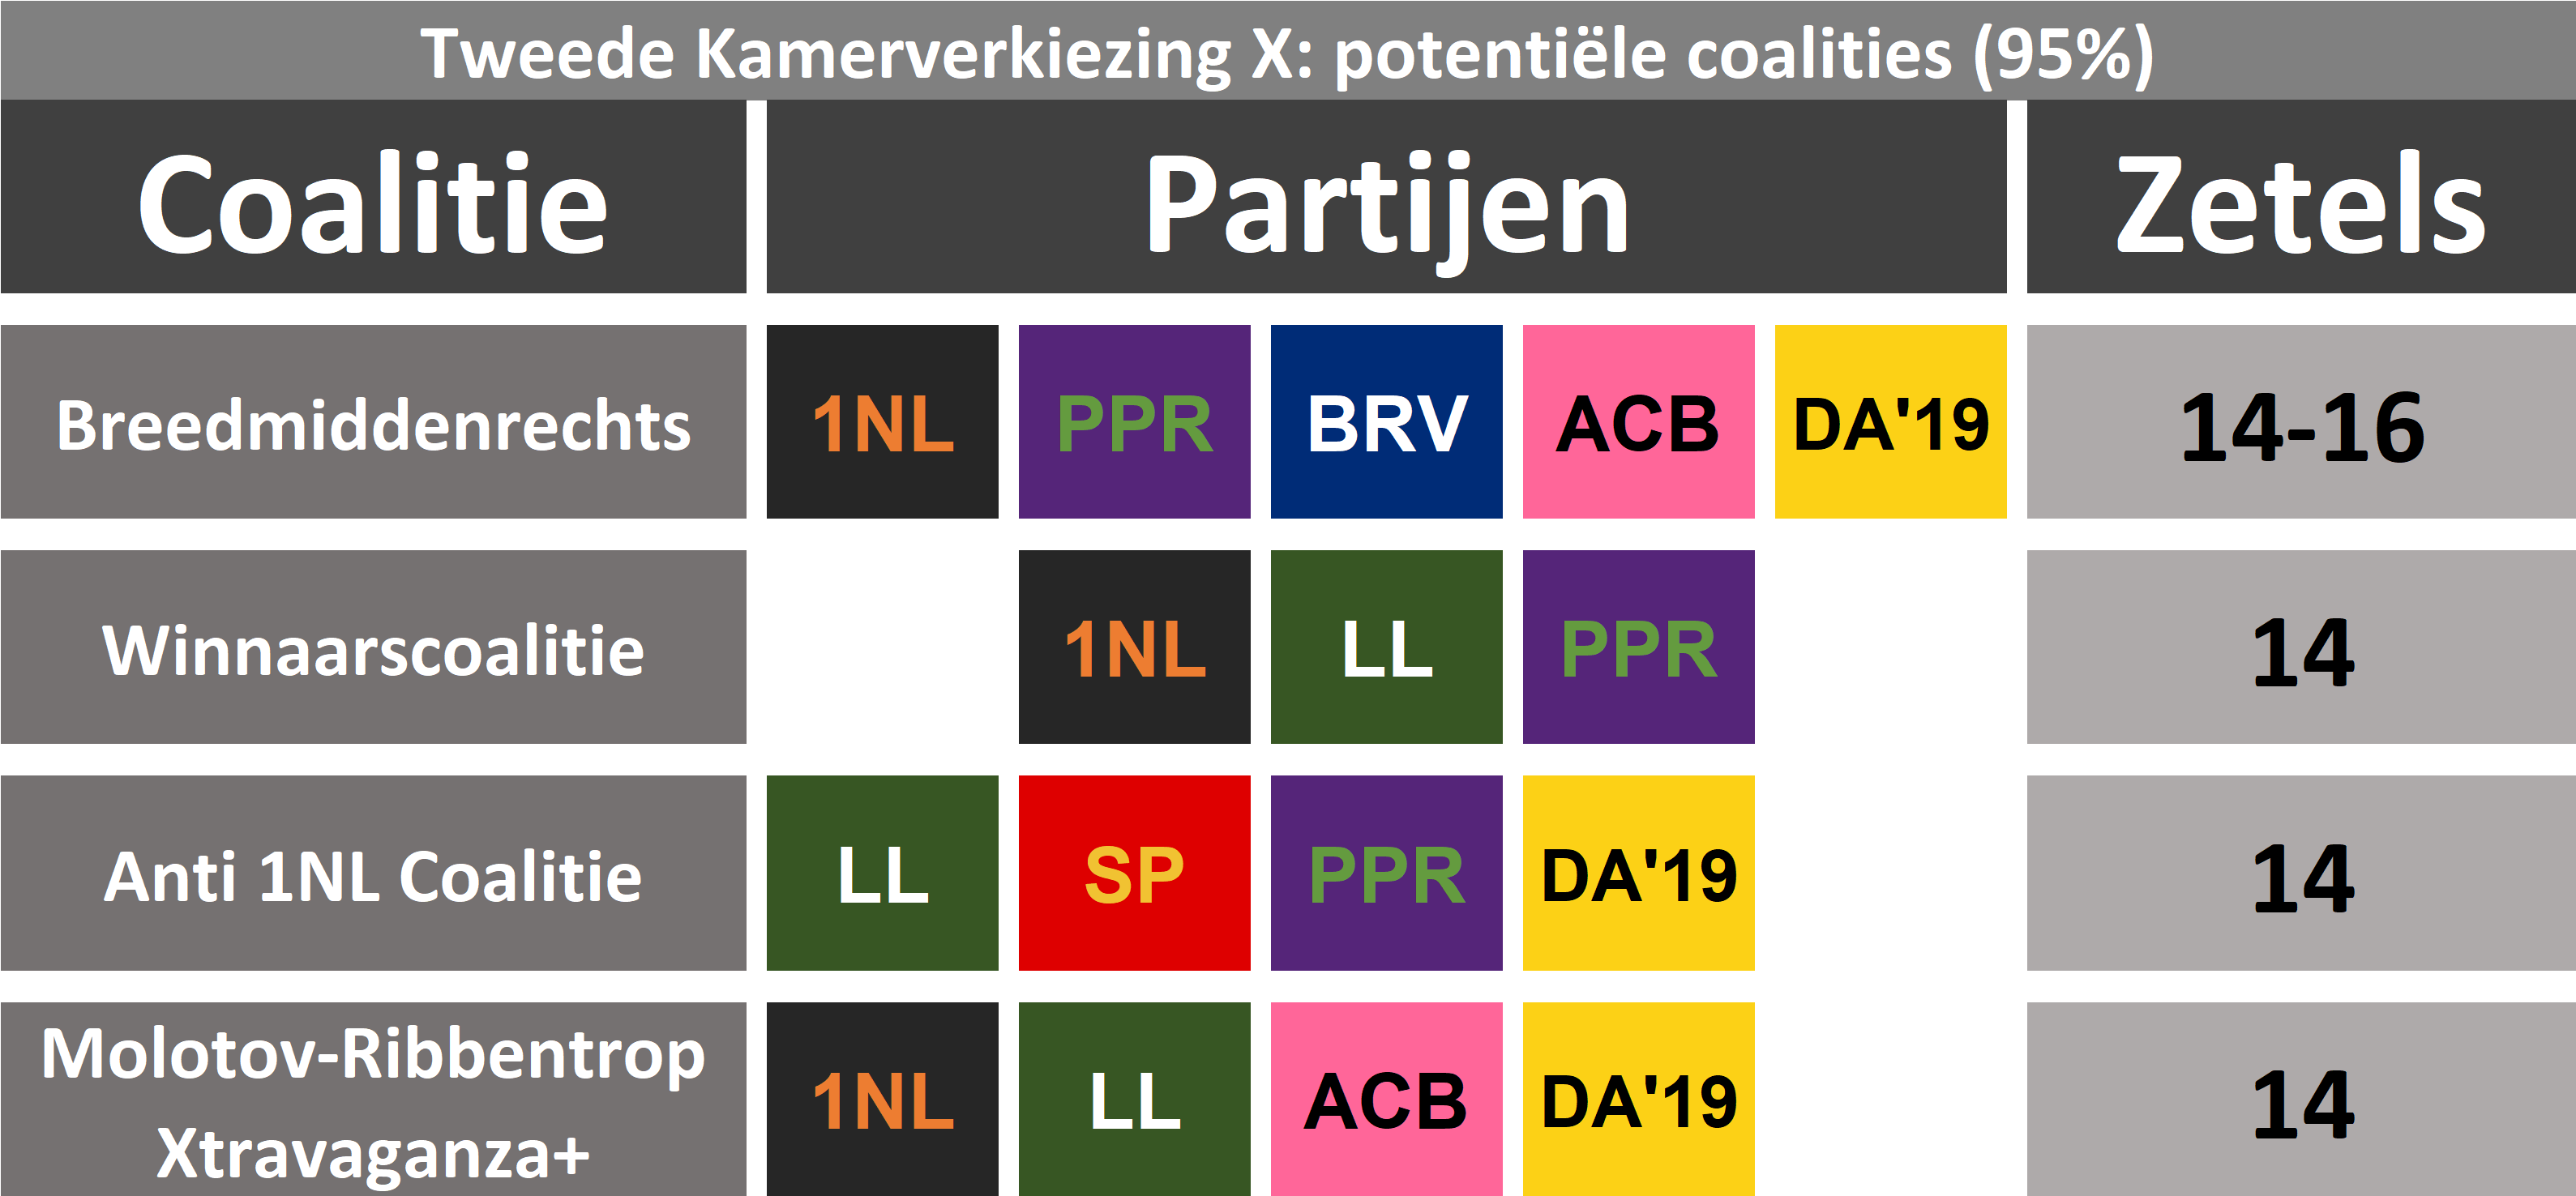 Tweede Kamerverkiezing X: potentiële coalities (95%)
Coalitie Partijen Zetels
Breedmiddenrechts 1NL PPR BRV ACB DA'19 14-16
Winnaarscoalitie 1NL LL PPR 14
Anti 1NL Coalitie LL SP PPR DA'19 14
Molotov-Ribbentrop
Xtravaganza+ 1NL LL ACB DA'19 14